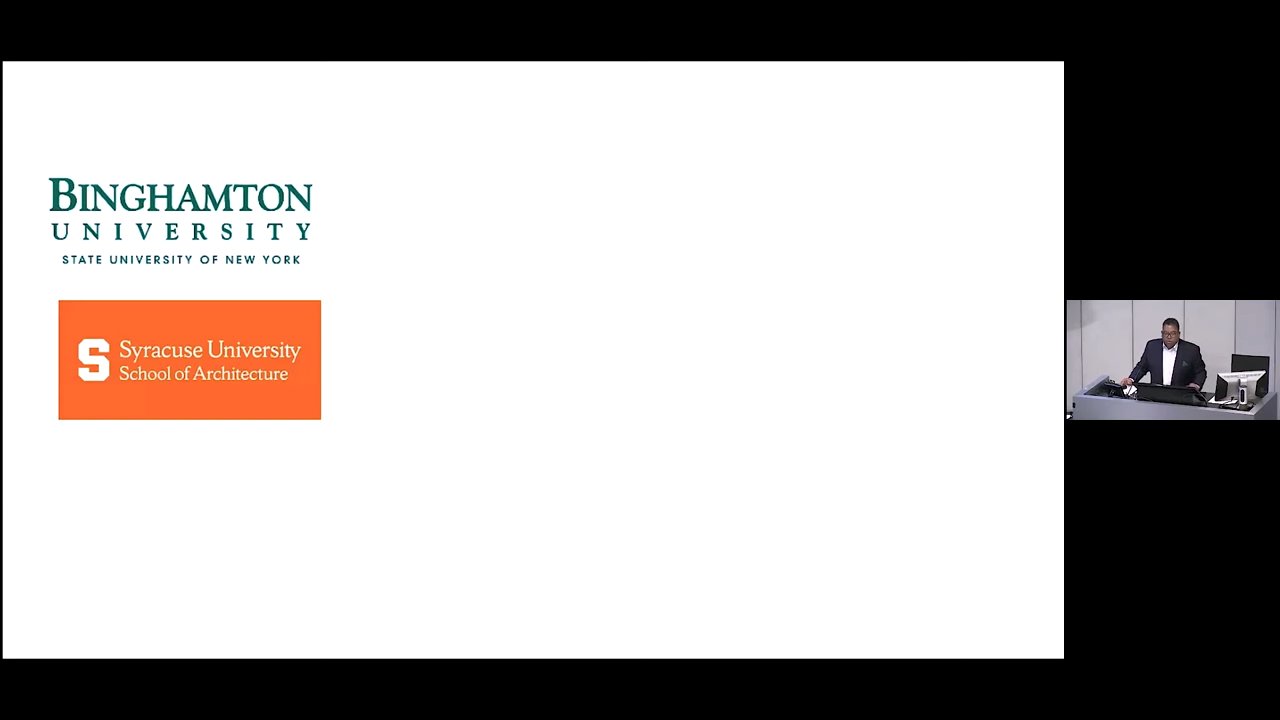 BINGHAMTON
UNIVERSITY
STATE UNIVERSITY OF NEW YORK
S Syracuse University
School of Architecture